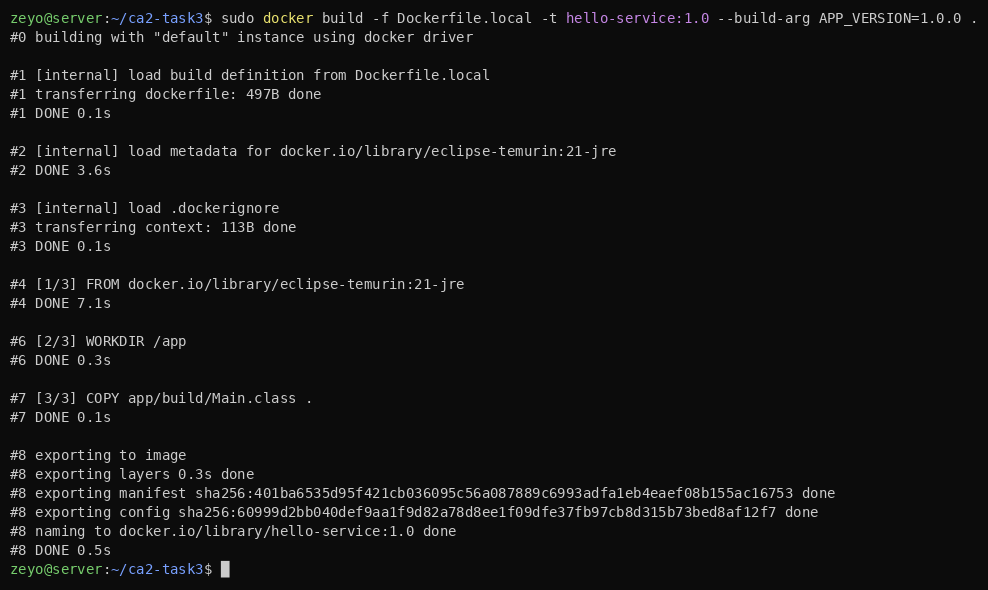 zeyo@server:~/ca2-task3$ sudo docker build -f Dockerfile.local -t hello-service:1.0 --build-arg APP_VERSION=1.0.0 .
#0 building with "default" instance using docker driver
#1 [internal] load build definition from Dockerfile.local
#1 transferring dockerfile: 497B done
#1 DONE 0.1s
#2 [internal] load metadata for docker.io/library/eclipse-temurin:21-jre
#2 DONE 3.6s
#3 [internal] load .dockerignore
#3 transferring context: 113B done
#3 DONE 0.1s
#4 [1/3] FROM docker.io/library/eclipse-temurin:21-jre
#4 DONE 7.1s
#6 [2/3] WORKDIR /app
#6 DONE 0.3s
#7 [3/3] COPY app/build/Main.class .
#7 DONE 0.1s
#8 exporting to image
#8 exporting layers 0.3s done
#8 exporting manifest sha256:401ba6535d95f421cb036095c56a087889c6993adfa1eb4eaef08b155ac16753 done
#8 exporting config sha256:60999d2bb040def9aa1f9d82a78d8ee1f09dfe37fb97cb8d315b73bed8af12f7 done
#8 naming to docker.io/library/hello-service:1.0 done
#8 DONE 0.5s
zeyo@server:~/ca2-task3$